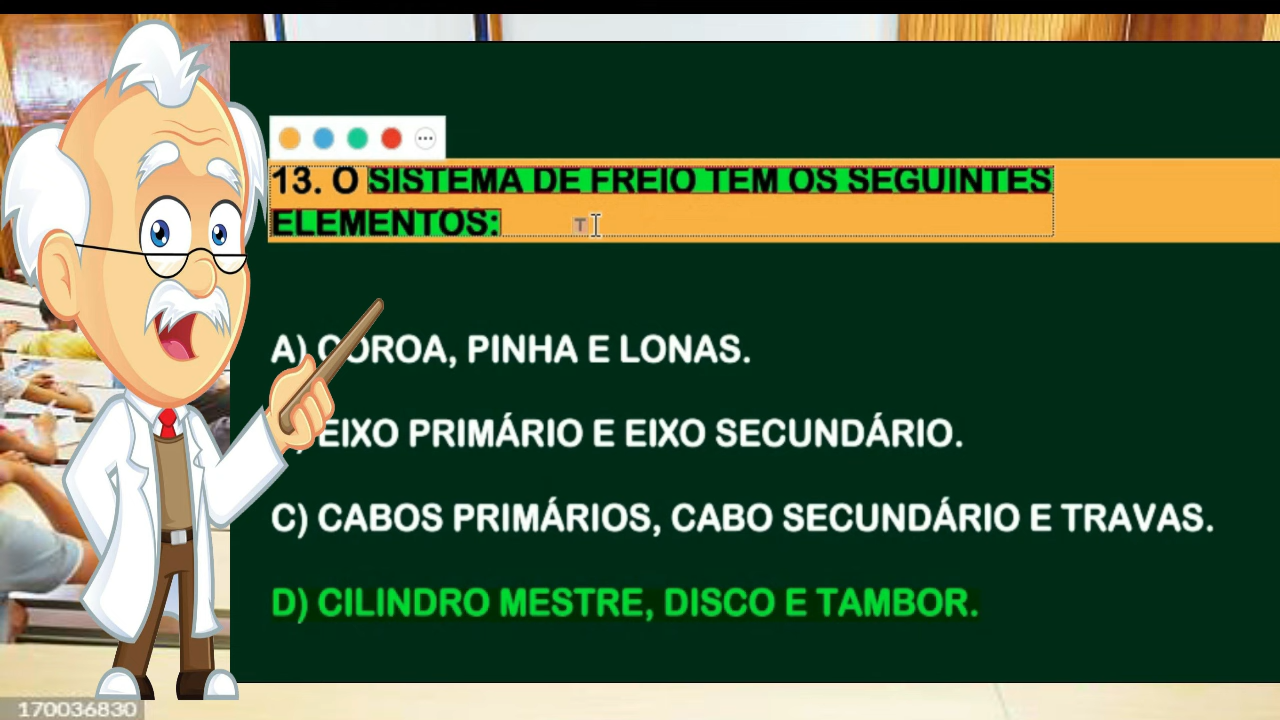 13. O SISTEMA DE FREIO TEM OS SEGUINTES
ELEMENTOS:
A) COROA, PINHA E LONAS.
) EIXO PRIMÁRIO E EIXO SECUNDÁRIO.
C) CABOS PRIMÁRIOS, CABO SECUNDÁRIO E TRAVAS.
D) CILINDRO MESTRE, DISCO E TAMBOR.
170036830